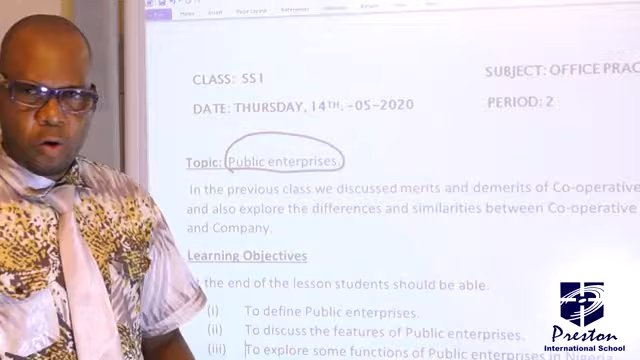 CLASS: SS1
SUBJECT: OFFICE PRAC
DATE: THURSDAY, 14TH, -05-2020
PERIOD: 2
Topic: Public enterprises.
In the previous class we discussed merits and demerits of Co-operative
and also explore the differences and similarities between Co-operative
and Company.
Learning Objectives
the end of the lesson students should be able.
(i) To define Public enterprises.
(ii) To discuss the features of Public enterprises.
(iii) To explore some functions of Public enterprises in Nigeria
Preston
International School